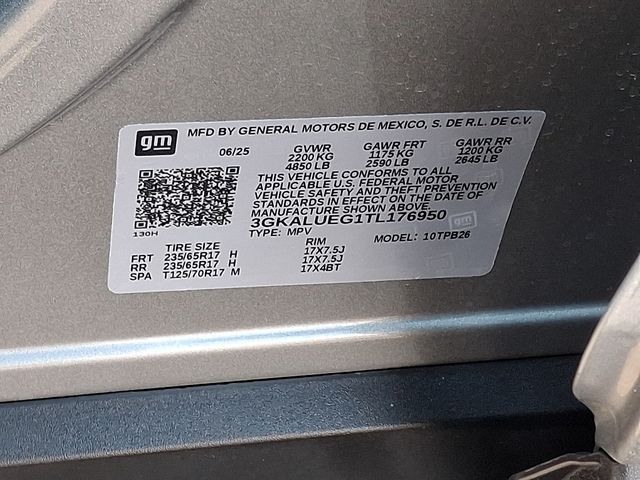 gm MFD BY GENERAL MOTORS DE MEXICO, S. DE R.L. DE C.V.
06/25 GVWR GAWR FRT GAWR RR
2200 KG 1175 KG 1200 KG
4850 LB 2590 LB 2645 LB
THIS VEHICLE CONFORMS TO ALL
APPLICABLE U.S. FEDERAL MOTOR
VEHICLE SAFETY AND THEFT PREVENTION
STANDARDS IN EFFECT ON THE DATE OF
MANUFACTURE SHOWN ABOVE.
3GKALUEG1TL176950
130H TYPE: MPV MODEL: 10TPB26
TIRE SIZE RIM
FRT 235/65R17 H 17X7.5J
RR 235/65R17 H 17X7.5J
SPA T125/70R17 M 17X4BT